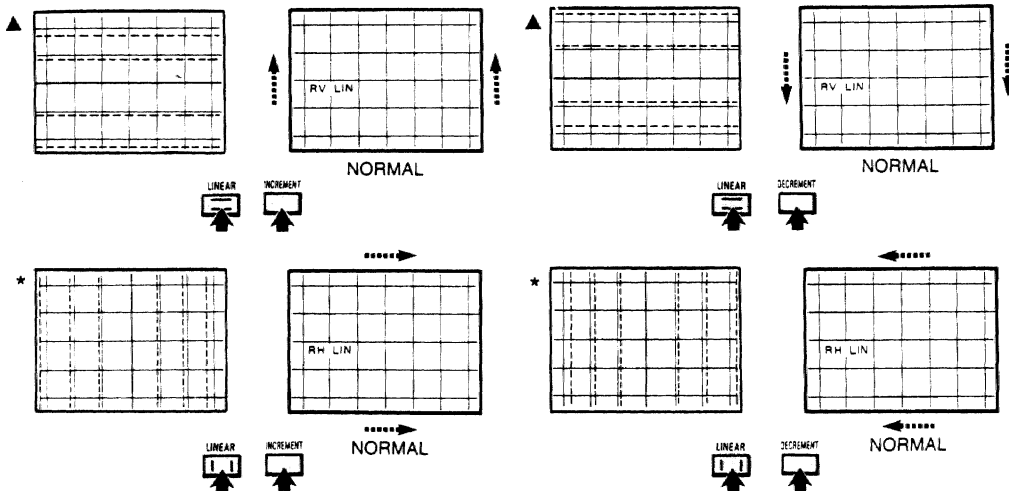 ▲ ▲
RV LIN RV LIN
NORMAL NORMAL
LINEAR INCREMENT LINEAR DECREMENT
* *
RH LIN RH LIN
NORMAL NORMAL
LINEAR INCREMENT LINEAR DECREMENT